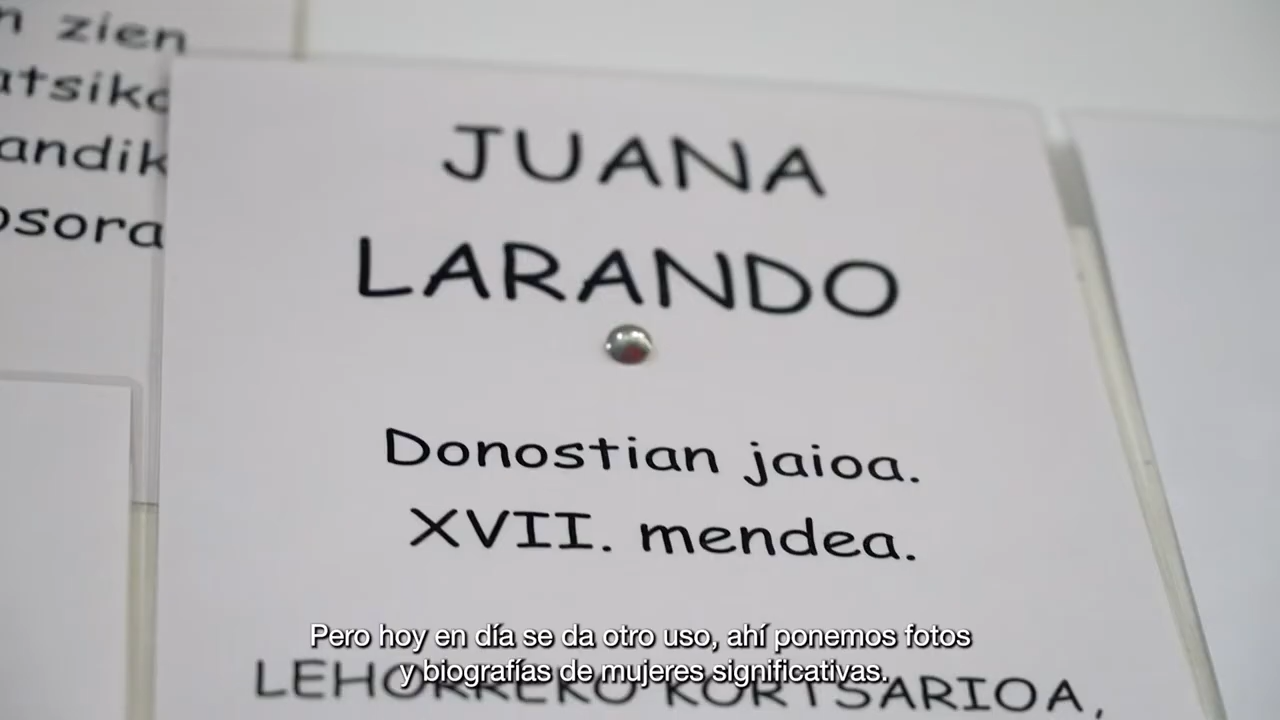 n zien
atsiko
andik
osora
JUANA
LARANDO
Donostian jaioa.
XVII. mendea.
LEHORREKO KORTSARIOA,
Pero hoy en día se da otro uso, ahí ponemos fotos
y biografías de mujeres significativas.